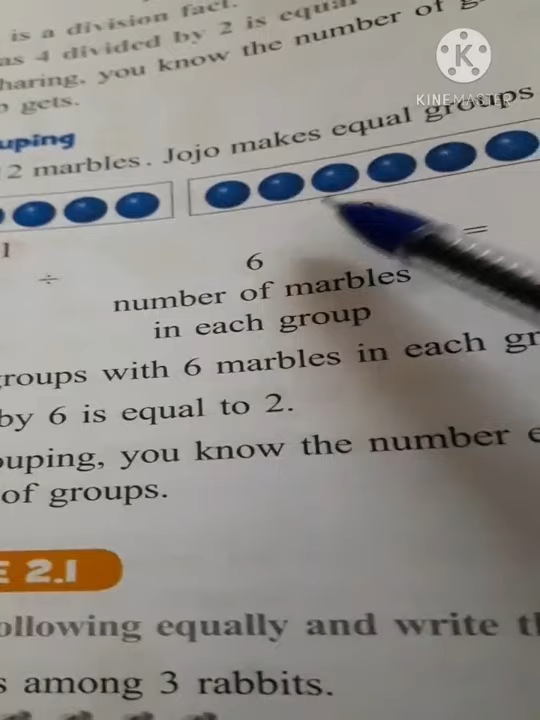 is a division fact.
as 4 divided by 2 is equal
haring, you know the number of g
gets.
KINEMASTER
uping
2 marbles. Jojo makes equal groups
1
÷ 6 =
number of marbles
in each group
roups with 6 marbles in each gr
by 6 is equal to 2.
ouping, you know the number e
of groups.
E 2.1
ollowing equally and write th
s among 3 rabbits.